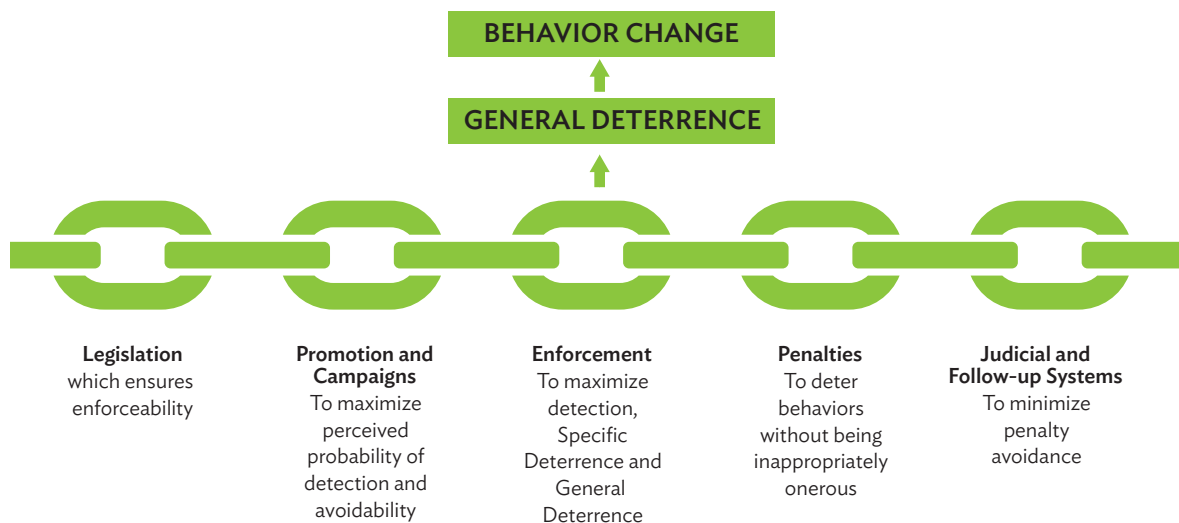 BEHAVIOR CHANGE
GENERAL DETERRENCE
Legislation
which ensures
enforceability
Promotion and
Campaigns
To maximize
perceived
probability of
detection and
avoidability
Enforcement
To maximize
detection,
Specific
Deterrence and
General
Deterrence
Penalties
To deter
behaviors
without being
inappropriately
onerous
Judicial and
Follow-up Systems
To minimize
penalty
avoidance